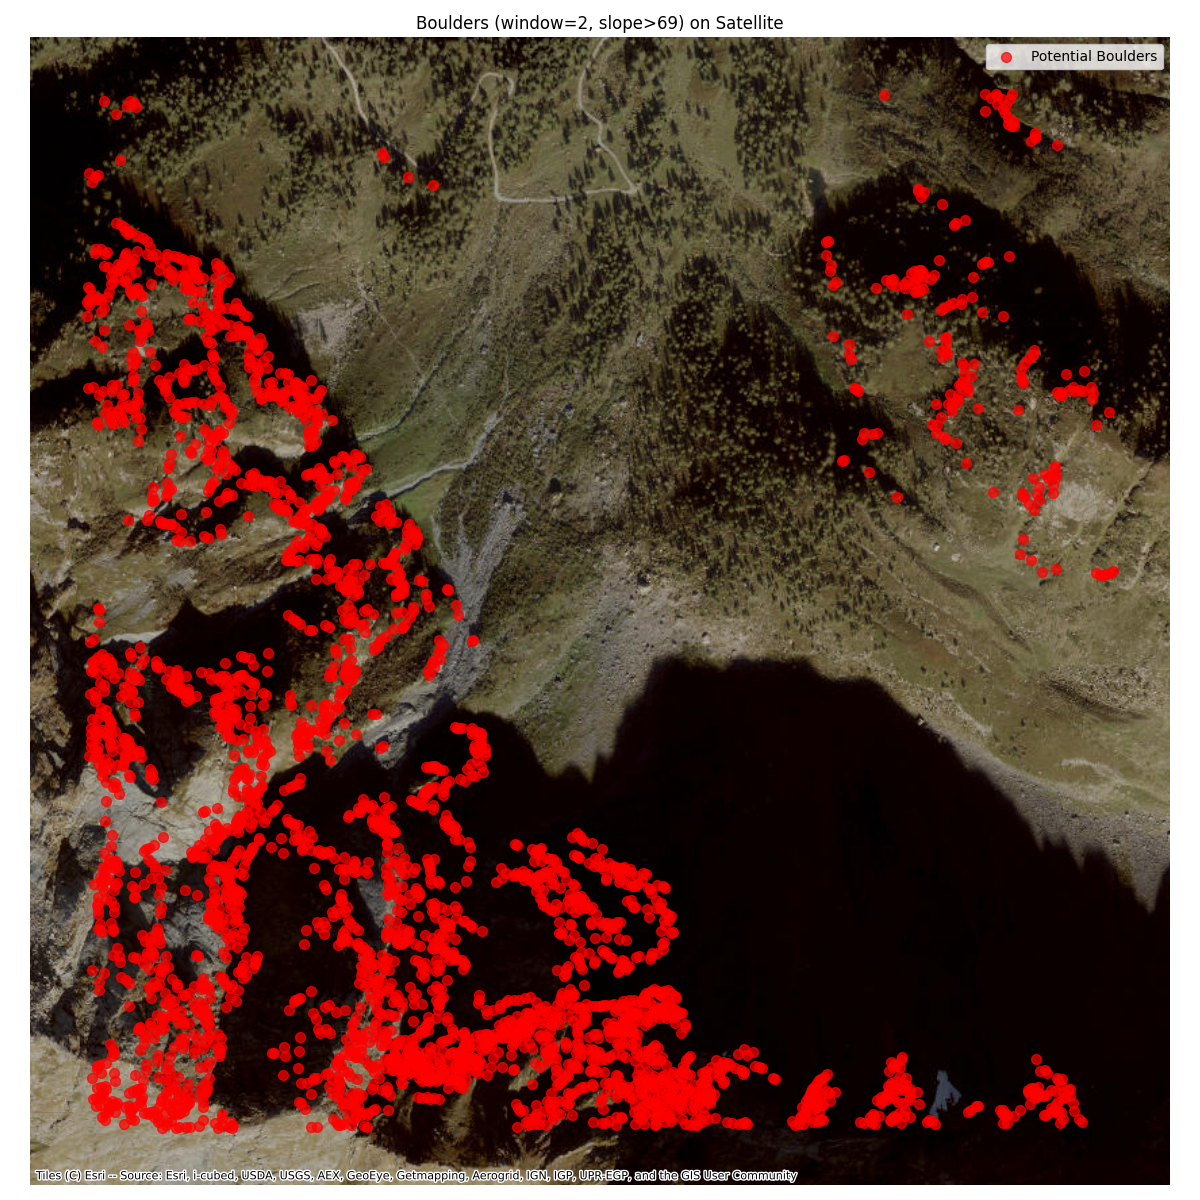 Boulders (window=2, slope>69) on Satellite
Potential Boulders
Tiles (C) Esri -- Source: Esri, i-cubed, USDA, USGS, AEX, GeoEye, Getmapping, Aerogrid, IGN, IGP, UPR-EGP, and the GIS User Community